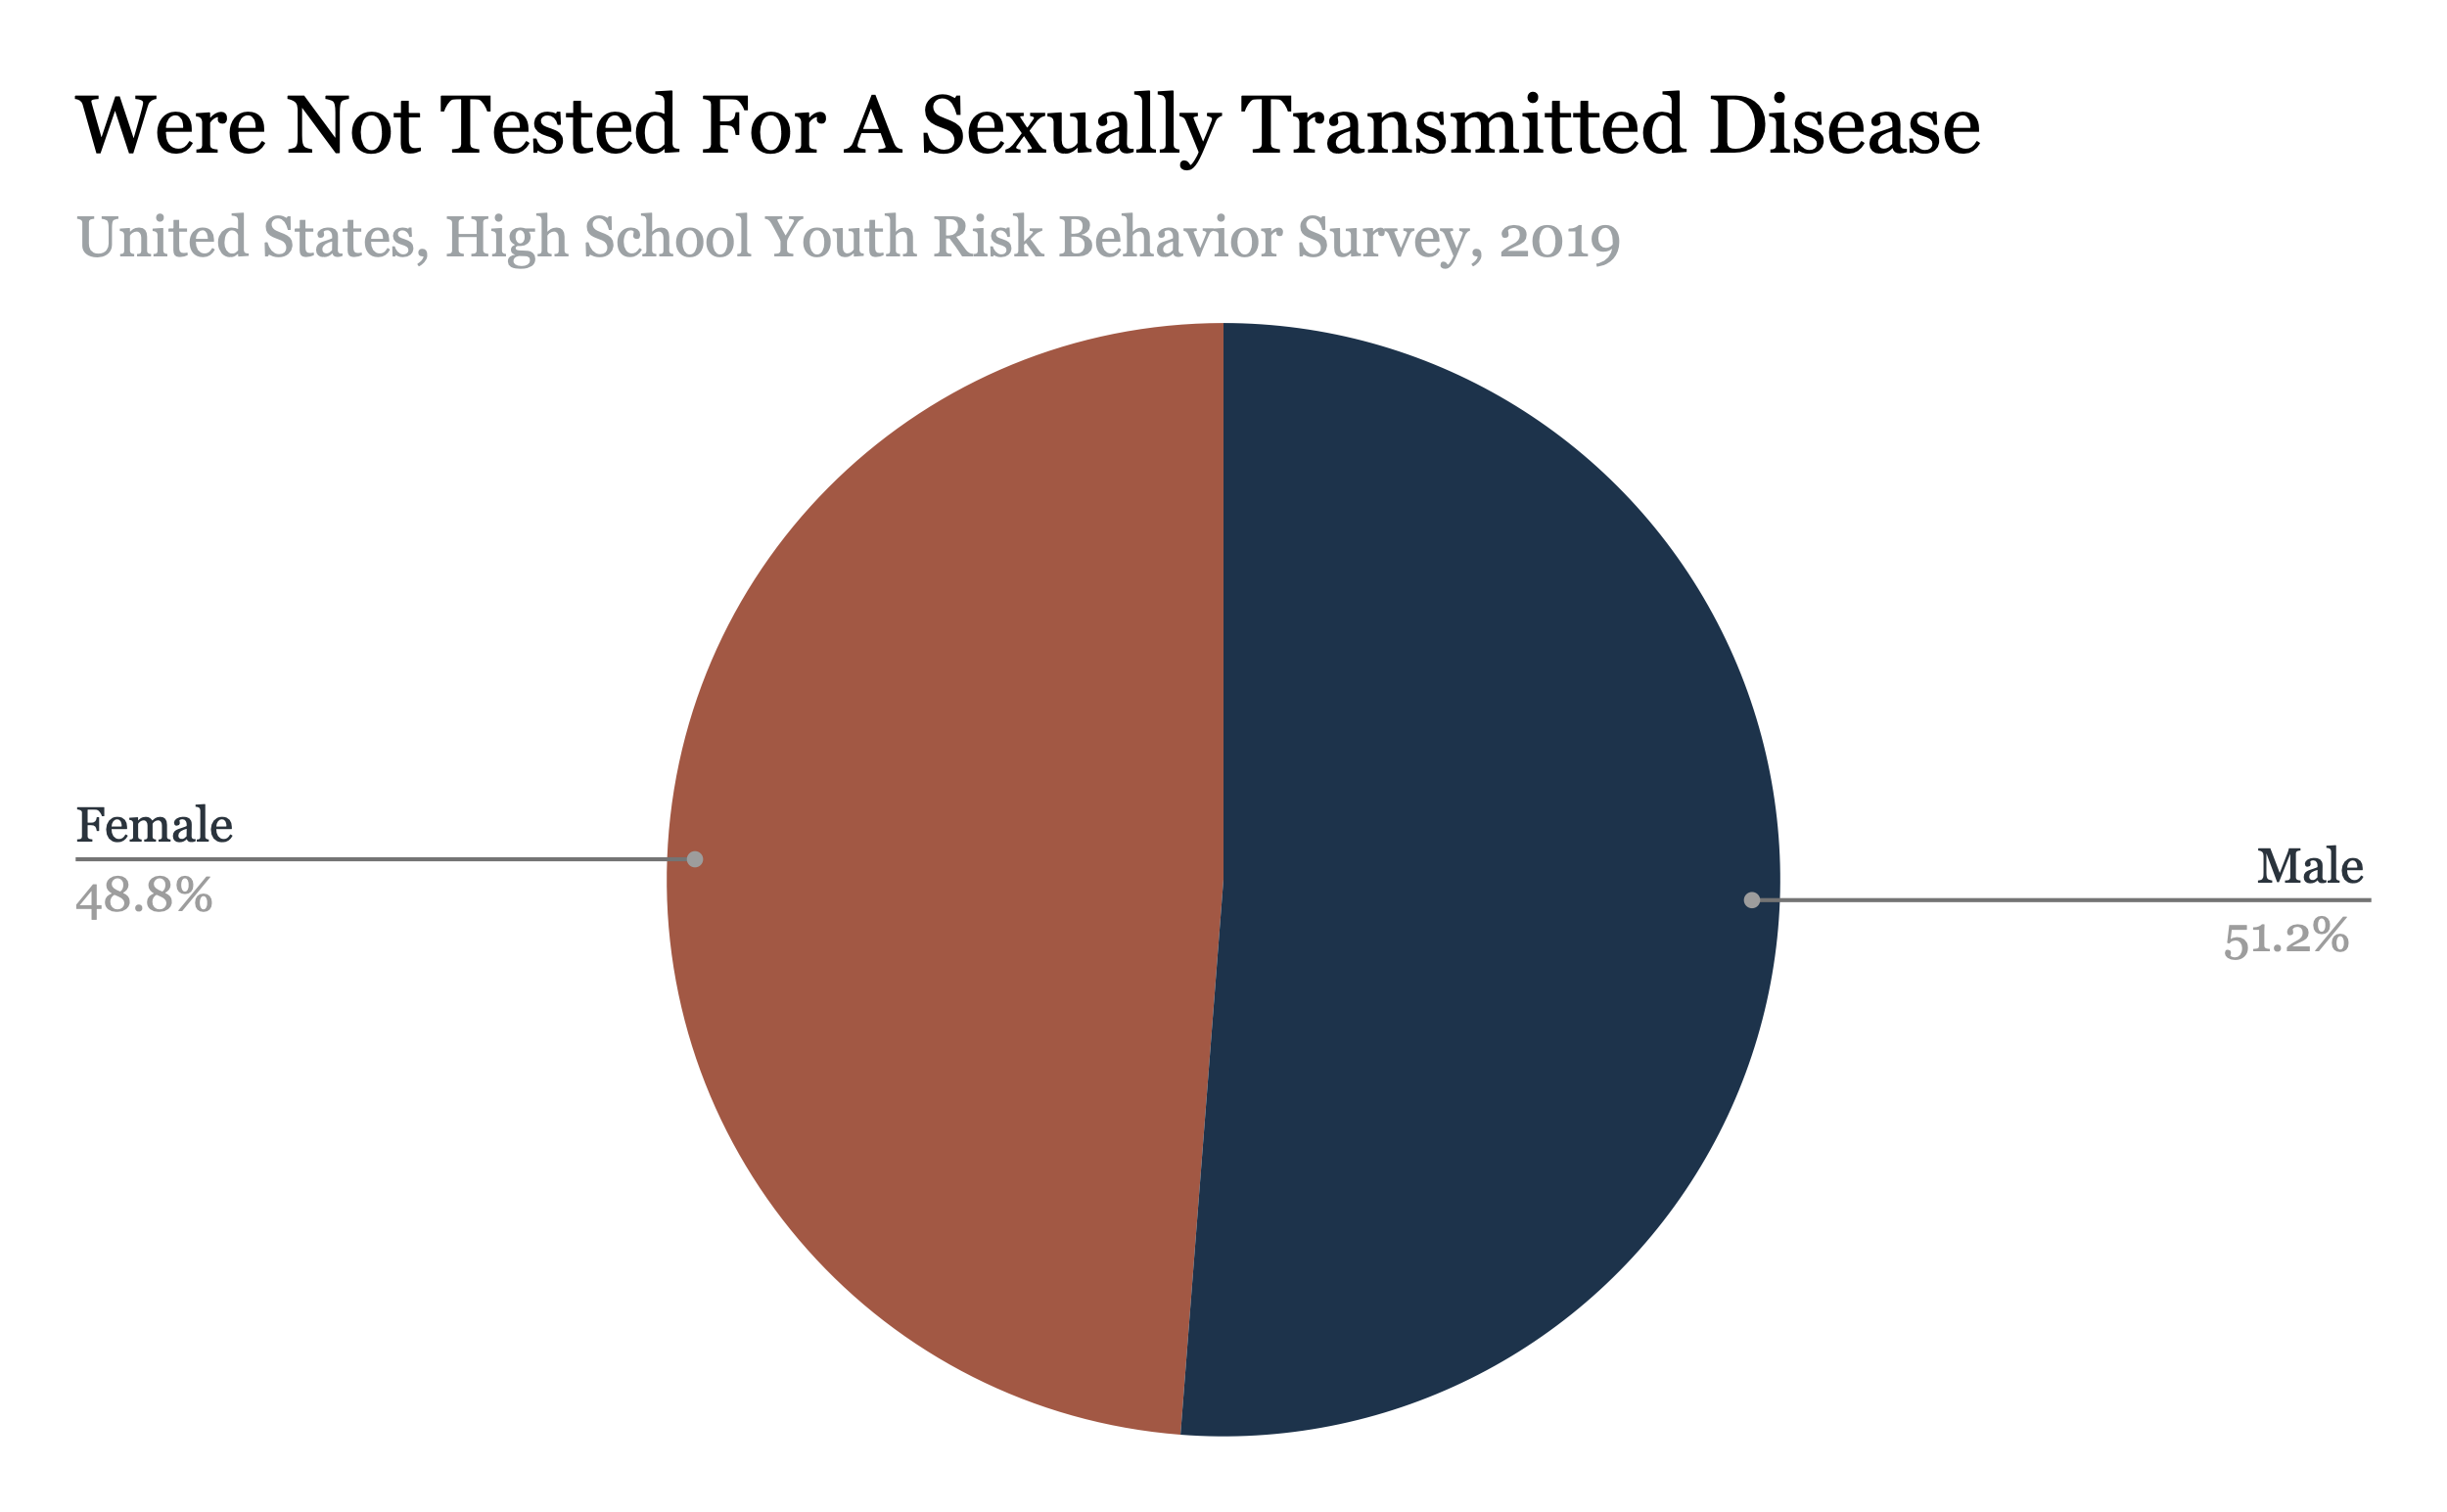 Were Not Tested For A Sexually Transmitted Disease
United States, High School Youth Risk Behavior Survey, 2019
Female
48.8%
Male
51.2%